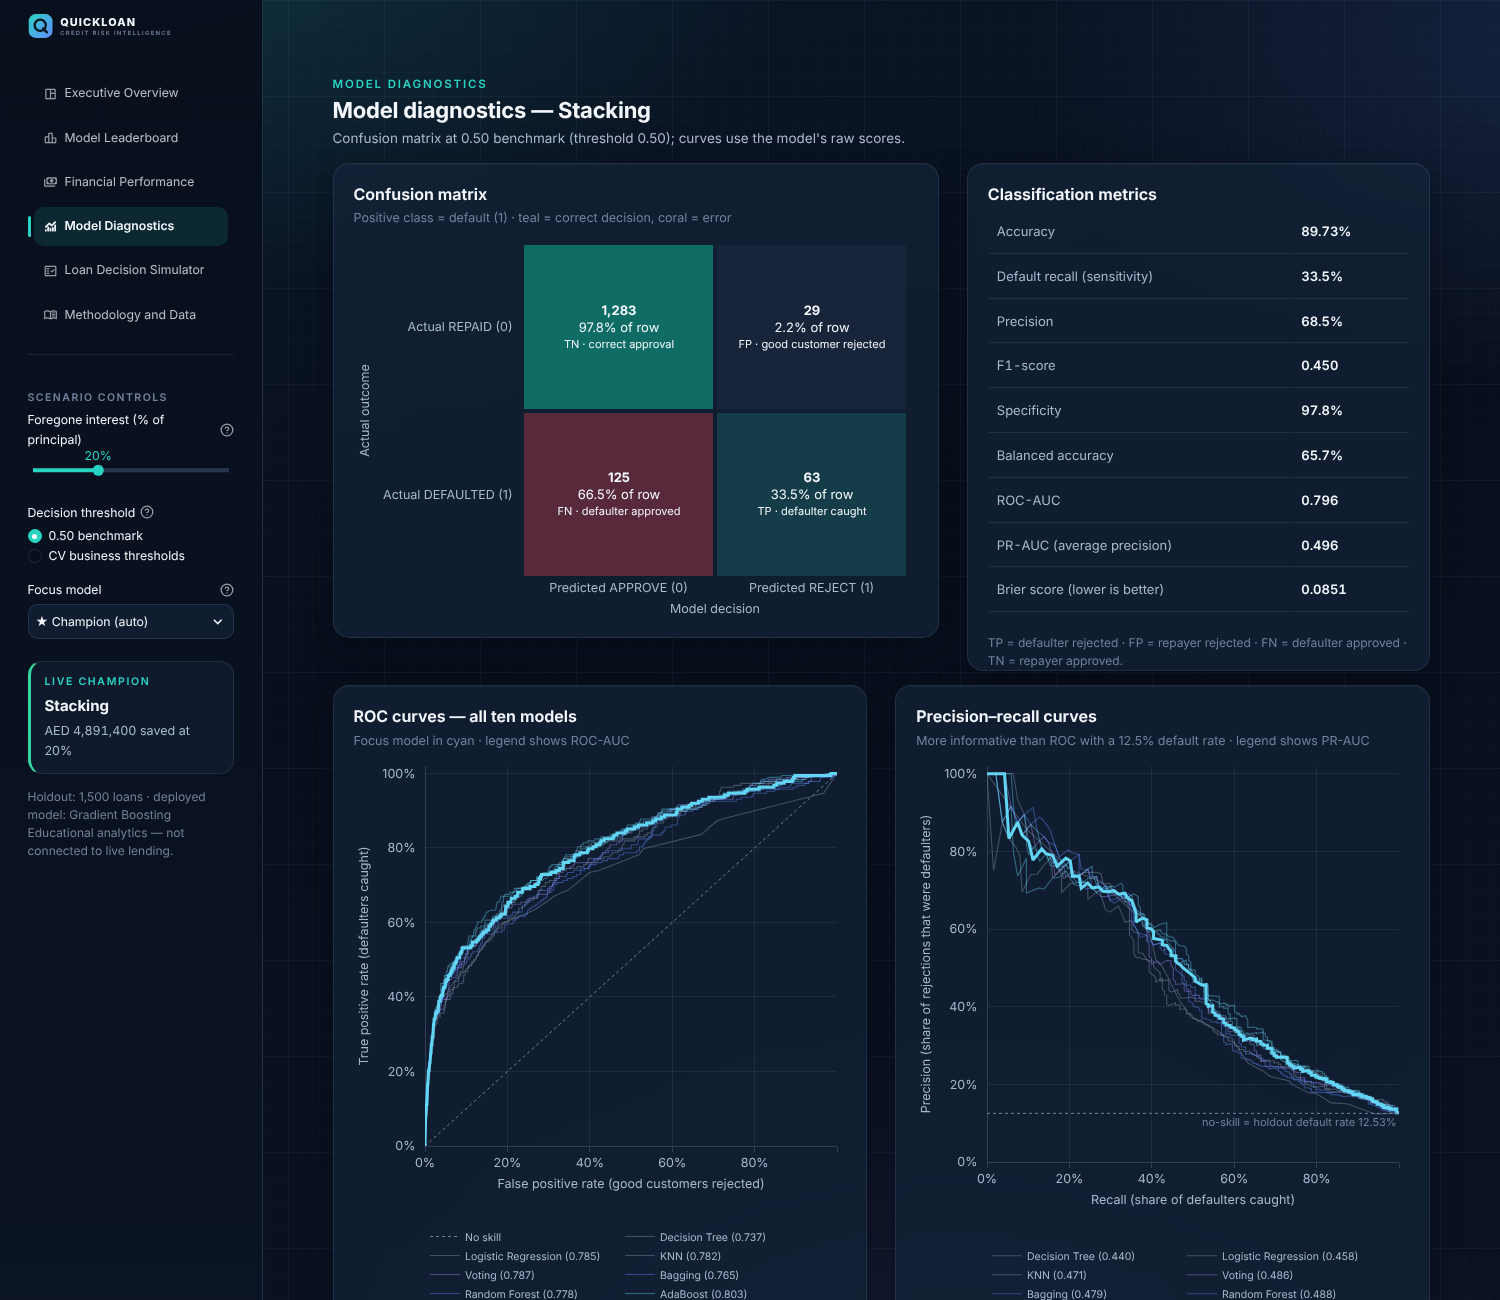 QUICKLOAN
CREDIT RISK INTELLIGENCE
Executive Overview
Model Leaderboard
Financial Performance
Model Diagnostics
Loan Decision Simulator
Methodology and Data
SCENARIO CONTROLS
Foregone interest (% of
principal)
20%
Decision threshold
0.50 benchmark
CV business thresholds
Focus model
★ Champion (auto)
LIVE CHAMPION
Stacking
AED 4,891,400 saved at
20%
Holdout: 1,500 loans · deployed
model: Gradient Boosting
Educational analytics — not
connected to live lending.
MODEL DIAGNOSTICS
Model diagnostics — Stacking
Confusion matrix at 0.50 benchmark (threshold 0.50); curves use the model's raw scores.
Confusion matrix
Positive class = default (1) · teal = correct decision, coral = error
Actual outcome
Actual REPAID (0)
1,283
97.8% of row
TN · correct approval
29
2.2% of row
FP · good customer rejected
Actual DEFAULTED (1)
125
66.5% of row
FN · defaulter approved
63
33.5% of row
TP · defaulter caught
Predicted APPROVE (0)
Predicted REJECT (1)
Model decision
Classification metrics
Accuracy 89.73%
Default recall (sensitivity) 33.5%
Precision 68.5%
F1-score 0.450
Specificity 97.8%
Balanced accuracy 65.7%
ROC-AUC 0.796
PR-AUC (average precision) 0.496
Brier score (lower is better) 0.0851
TP = defaulter rejected · FP = repayer rejected · FN = defaulter approved ·
TN = repayer approved.
ROC curves — all ten models
Focus model in cyan · legend shows ROC-AUC
True positive rate (defaulters caught)
100%
80%
60%
40%
20%
0%
0% 20% 40% 60% 80%
False positive rate (good customers rejected)
No skill
Decision Tree (0.737)
Logistic Regression (0.785)
KNN (0.782)
Voting (0.787)
Bagging (0.765)
Random Forest (0.778)
AdaBoost (0.803)
Precision–recall curves
More informative than ROC with a 12.5% default rate · legend shows PR-AUC
Precision (share of rejections that were defaulters)
100%
80%
60%
40%
20%
0%
no-skill = holdout default rate 12.53%
0% 20% 40% 60% 80%
Recall (share of defaulters caught)
Decision Tree (0.440)
Logistic Regression (0.458)
KNN (0.471)
Voting (0.486)
Bagging (0.479)
Random Forest (0.488)